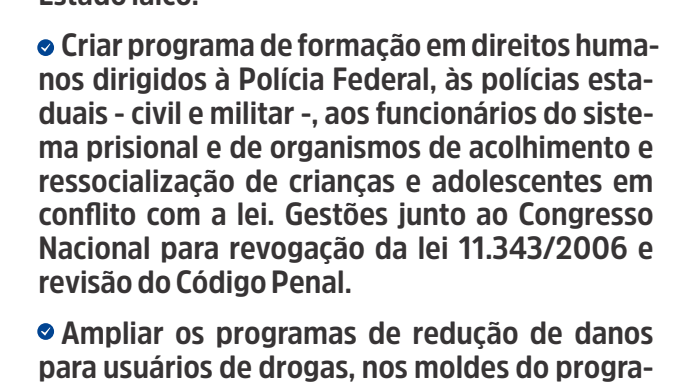 Estado laico.
Criar programa de formação em direitos huma-
nos dirigidos à Polícia Federal, às polícias esta-
duais - civil e militar -, aos funcionários do siste-
ma prisional e de organismos de acolhimento e
ressocialização de crianças e adolescentes em
conflito com a lei. Gestões junto ao Congresso
Nacional para revogação da lei 11.343/2006 e
revisão do Código Penal.
Ampliar os programas de redução de danos
para usuários de drogas, nos moldes do progra-